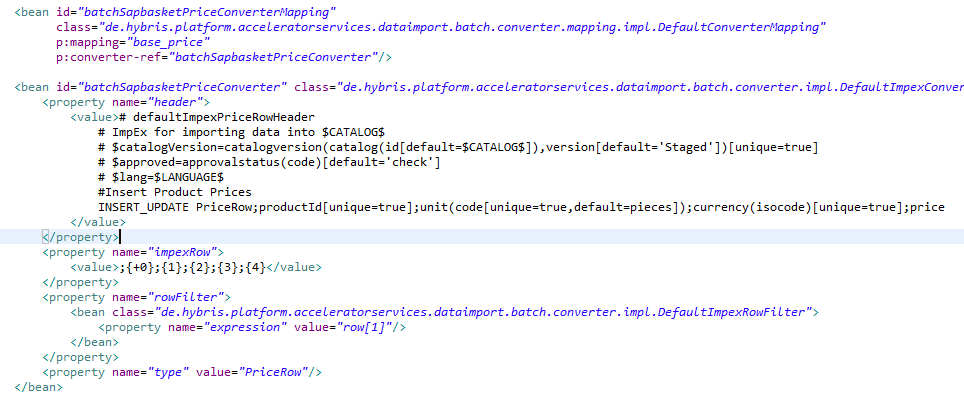 <bean id="batchSapbasketPriceConverterMapping"
class="de.hybris.platform.acceleratorservices.dataimport.batch.converter.mapping.impl.DefaultConverterMapping"
p:mapping="base_price"
p:converter-ref="batchSapbasketPriceConverter"/>
<bean id="batchSapbasketPriceConverter" class="de.hybris.platform.acceleratorservices.dataimport.batch.converter.impl.DefaultImpexConver
<property name="header">
<value># defaultImpexPriceRowHeader
# ImpEx for importing data into $CATALOG$
# $catalogVersion=catalogversion(catalog(id[default=$CATALOG$]),version[default='Staged'])[unique=true]
# $approved=approvalstatus(code)[default='check']
# $lang=$LANGUAGE$
#Insert Product Prices
INSERT_UPDATE PriceRow;productId[unique=true];unit(code[unique=true,default=pieces]);currency(isocode)[unique=true];price
</value>
</property>
<property name="impexRow">
<value>;{+0};{1};{2};{3};{4}</value>
</property>
<property name="rowFilter">
<bean class="de.hybris.platform.acceleratorservices.dataimport.batch.converter.impl.DefaultImpexRowFilter">
<property name="expression" value="row[1]"/>
</bean>
</property>
<property name="type" value="PriceRow"/>
</bean>